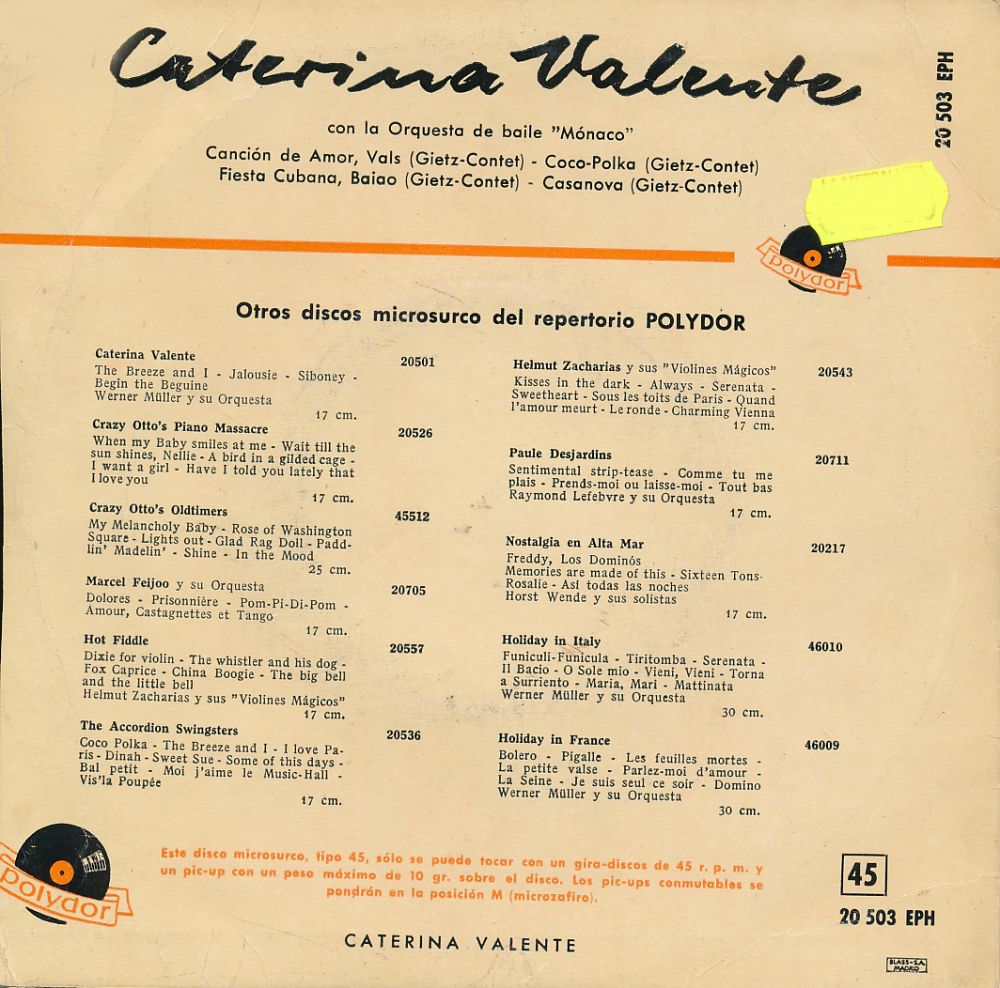 Caterina Valente
20 503 EPH
con la Orquesta de baile "Mónaco"
Canción de Amor, Vals (Gietz-Contet) - Coco-Polka (Gietz-Contet)
Fiesta Cubana, Baiao (Gietz-Contet) - Casanova (Gietz-Contet)
polydor
Otros discos microsurco del repertorio POLYDOR
Caterina Valente 20501
The Breeze and I - Jalousie - Siboney -
Begin the Beguine
Werner Müller y su Orquesta
17 cm.
Crazy Otto's Piano Massacre 20526
When my Baby smiles at me - Wait till the
sun shines, Nellie - A bird in a gilded cage -
I want a girl - Have I told you lately that
I love you
17 cm.
Crazy Otto's Oldtimers 45512
My Melancholy Baby - Rose of Washington
Square - Lights out - Glad Rag Doll - Padd-
lin' Madelin' - Shine - In the Mood
25 cm.
Marcel Feijoo y su Orquesta 20705
Dolores - Prisonnière - Pom-Pi-Di-Pom -
Amour, Castagnettes et Tango
17 cm.
Hot Fiddle 20557
Dixie for violin - The whistler and his dog -
Fox Caprice - China Boogie - The big bell
and the little bell
Helmut Zacharias y sus "Violines Mágicos"
17 cm.
The Accordion Swingsters 20536
Coco Polka - The Breeze and I - I love Pa-
ris - Dinah - Sweet Sue - Some of this days -
Bal petit - Moi j'aime le Music-Hall -
Vis'la Poupée
17 cm.
Helmut Zacharias y sus "Violines Mágicos" 20543
Kisses in the dark - Always - Serenata -
Sweetheart - Sous les toits de Paris - Quand
l'amour meurt - Le ronde - Charming Vienna
17 cm.
Paule Desjardins 20711
Sentimental strip-tease - Comme tu me
plais - Prends-moi ou laisse-moi - Tout bas
Raymond Lefebvre y su Orquesta
17 cm.
Nostalgia en Alta Mar 20217
Freddy, Los Dominós
Memories are made of this - Sixteen Tons-
Rosalie - Así todas las noches
Horst Wende y sus solistas
17 cm.
Holiday in Italy 46010
Funiculi-Funicula - Tiritomba - Serenata -
Il Bacio - O Sole mio - Vieni, Vieni - Torna
a Surriento - Maria, Mari - Mattinata
Werner Müller y su Orquesta
30 cm.
Holiday in France 46009
Bolero - Pigalle - Les feuilles mortes -
La petite valse - Parlez-moi d'amour -
La Seine - Je suis seul ce soir - Domino
Werner Müller y su Orquesta
30 cm.
polydor
Este disco microsurco, tipo 45, sólo se puede tocar con un gira-discos de 45 r. p. m. y
un pic-up con un peso máximo de 10 gr. sobre el disco. Los pic-ups conmutables se
pondrán en la posición M (microzafiro).
45
20 503 EPH
CATERINA VALENTE
BLASS-S.A.
MADRID